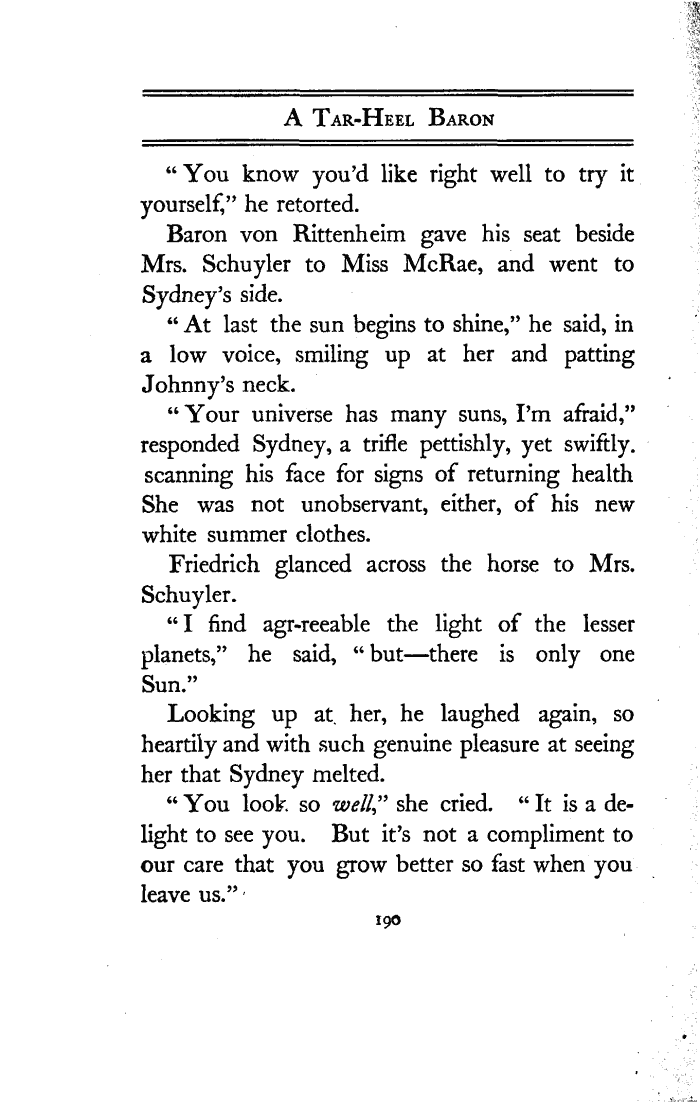 A Tar-Heel Baron
“ You know you’d like right well to try it
yourself,” he retorted.
Baron von Rittenheim gave his seat beside
Mrs. Schuyler to Miss McRae, and went to
Sydney’s side.
“ At last the sun begins to shine,” he said, in
a low voice, smiling up at her and patting
Johnny’s neck.
“ Your universe has many suns, I’m afraid,”
responded Sydney, a trifle pettishly, yet swiftly.
scanning his face for signs of returning health
She was not unobservant, either, of his new
white summer clothes.
Friedrich glanced across the horse to Mrs.
Schuyler.
“ I find agr-reeable the light of the lesser
planets,” he said, “ but—there is only one
Sun.”
Looking up at her, he laughed again, so
heartily and with such genuine pleasure at seeing
her that Sydney melted.
“ You look so well,” she cried. “ It is a de-
light to see you. But it’s not a compliment to
our care that you grow better so fast when you
leave us.”
190